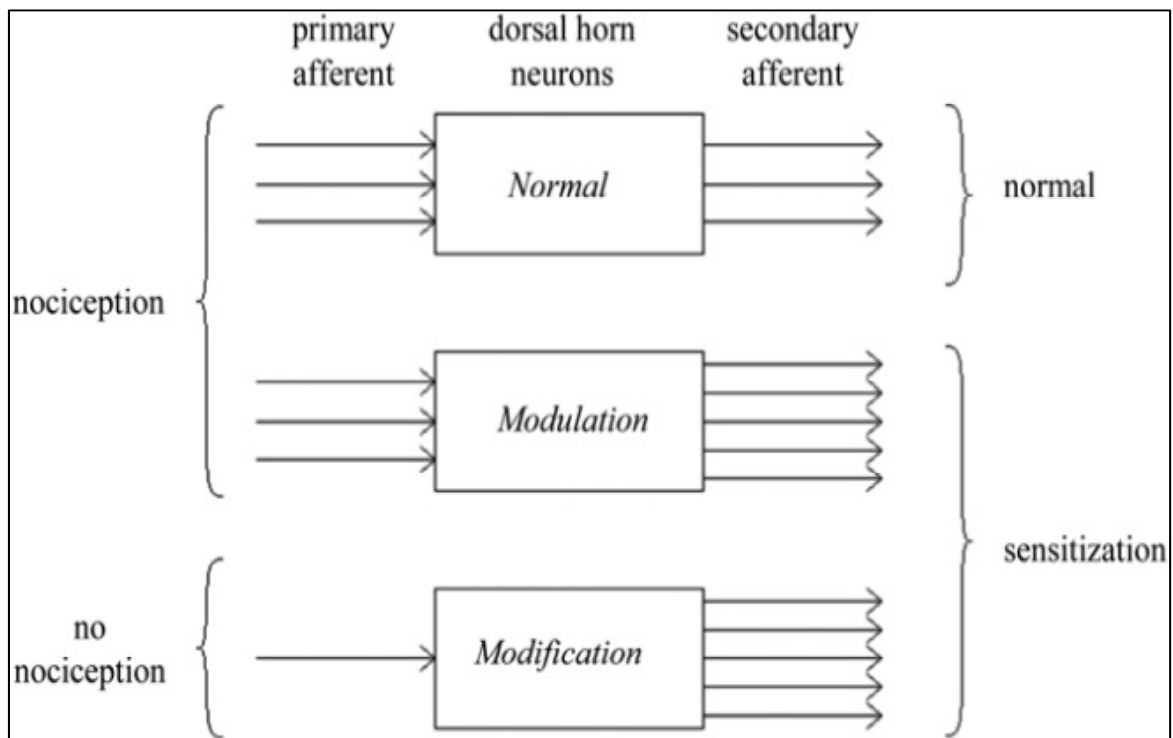 primary
afferent
dorsal horn
neurons
secondary
afferent
Normal
normal
nociception
Modulation
sensitization
no
nociception
Modification